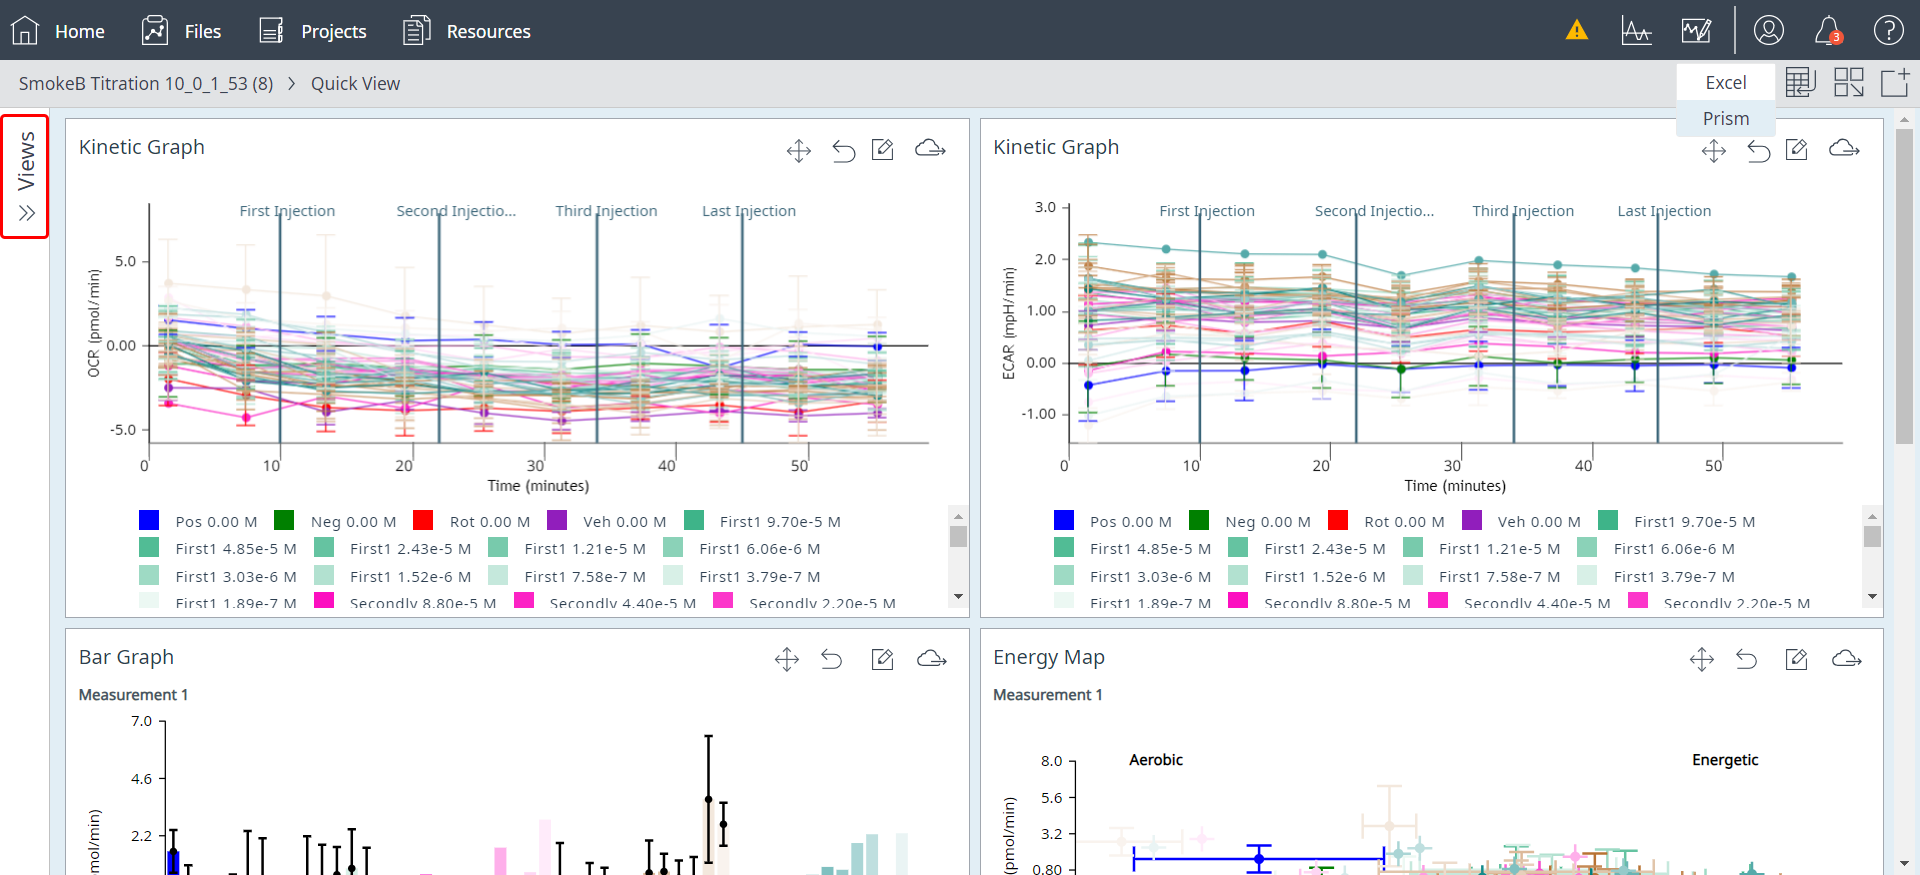 Home Files Projects Resources 3
SmokeB Titration 10_0_1_53 (8) > Quick View
Excel
Prism
Views
Kinetic Graph
First Injection Second Injectio... Third Injection Last Injection
OCR (pmol/min)
5.0
0.00
-5.0
0 10 20 30 40 50
Time (minutes)
Pos 0.00 M Neg 0.00 M Rot 0.00 M Veh 0.00 M First1 9.70e-5 M
First1 4.85e-5 M First1 2.43e-5 M First1 1.21e-5 M First1 6.06e-6 M
First1 3.03e-6 M First1 1.52e-6 M First1 7.58e-7 M First1 3.79e-7 M
First1 1.89e-7 M Secondly 8.80e-5 M Secondly 4.40e-5 M Secondly 2.20e-5 M
Kinetic Graph
First Injection Second Injectio... Third Injection Last Injection
ECAR (mpH/min)
3.0
2.0
1.00
0.00
-1.00
0 10 20 30 40 50
Time (minutes)
Pos 0.00 M Neg 0.00 M Rot 0.00 M Veh 0.00 M First1 9.70e-5 M
First1 4.85e-5 M First1 2.43e-5 M First1 1.21e-5 M First1 6.06e-6 M
First1 3.03e-6 M First1 1.52e-6 M First1 7.58e-7 M First1 3.79e-7 M
First1 1.89e-7 M Secondly 8.80e-5 M Secondly 4.40e-5 M Secondly 2.20e-5 M
Bar Graph
Measurement 1
7.0
4.6
2.2
mol/min)
Energy Map
Measurement 1
Aerobic Energetic
8.0
5.6
3.2
0.80
(pmol/min)